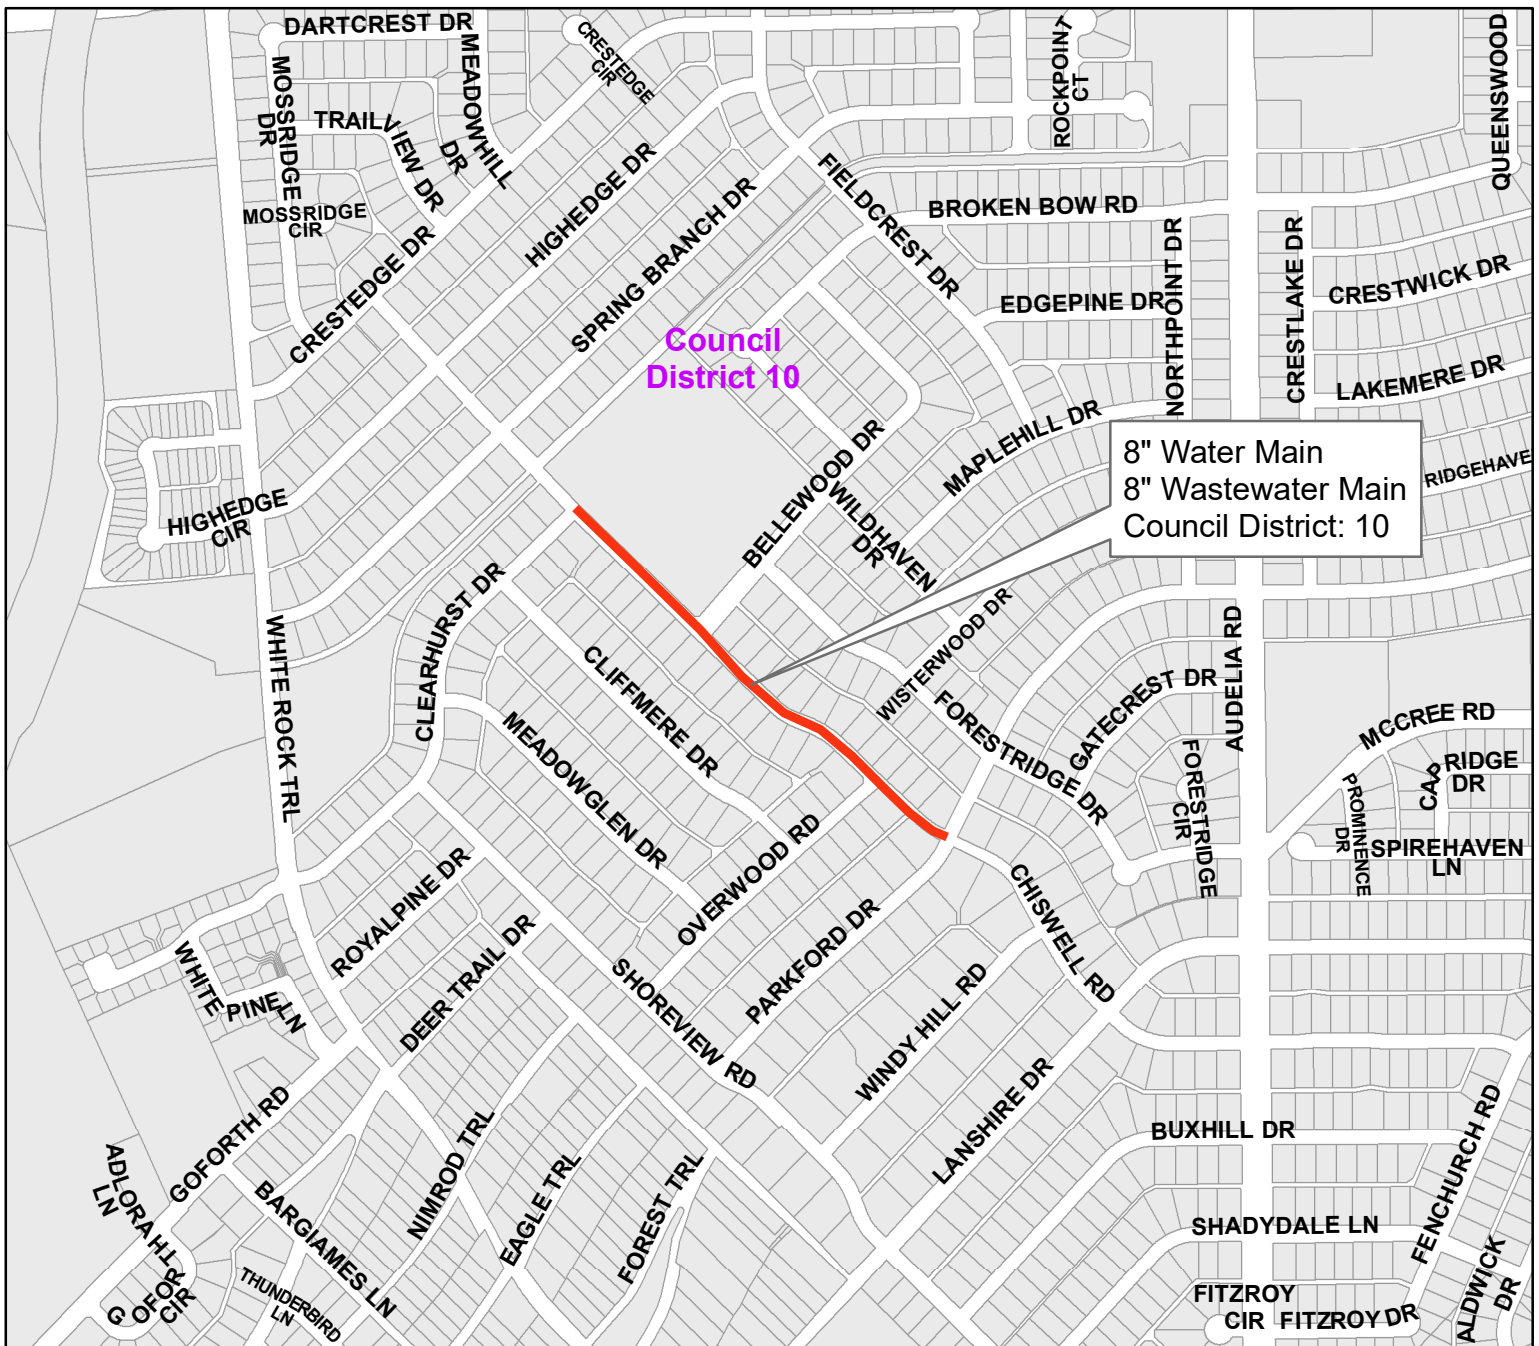 DARTCREST DR
MEADOWHILL
CRESTEDGE
CIR
ROCKPOINT
CT
QUEENSWOOD
MOSSRIDGE
DR
TRAILVIEW DR
DR
MOSSRIDGE
CIR
HIGHEDGE DR
FIELDCREST DR
BROKEN BOW RD
NORTHPOINT DR
CRESTLAKE DR
CRESTWICK DR
CRESTEDGE DR
SPRING BRANCH DR
EDGEPINE DR
Council
District 10
LAKEMERE DR
MAPLEHILL DR
BELLEWOOD DR
8" Water Main
8" Wastewater Main
Council District: 10
RIDGEHAVE
HIGHEDGE
CIR
WILDHAVEN
DR
CLEARHURST DR
WHITE ROCK TRL
WISTERWOOD DR
AUDELIA RD
CLIFFMERE DR
GATECREST DR
FORESTRIDGE DR
MCCREE RD
MEADOWGLEN DR
FORESTRIDGE
CIR
PROMINENCE
DR
CAP RIDGE
DR
SPIREHAVEN
LN
OVERWOOD RD
ROYALPINE DR
CHISWELL RD
PARKFORD DR
DEER TRAIL DR
WHITE
PINE LN
SHOREVIEW RD
WINDY HILL RD
LANSHIRE DR
GOFORTH RD
NIMROD TRL
BUXHILL DR
FENCHURCH RD
ADLORA
LN
BARGIAMES LN
EAGLE TRL
FOREST TRL
SHADYDALE LN
ALDWICK
DR
GOFORTH
CIR
THUNDERBIRD
LN
FITZROY
CIR
FITZROY DR